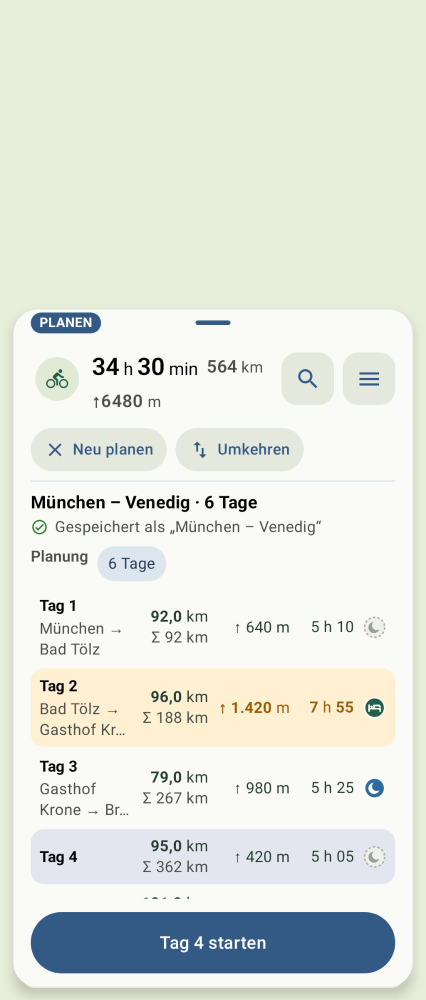 PLANEN
34 h 30 min 564 km
↑6480 m
Neu planen
Umkehren
München – Venedig · 6 Tage
Gespeichert als „München – Venedig“
Planung 6 Tage
Tag 1
München →
Bad Tölz
92,0 km
Σ 92 km
↑ 640 m
5 h 10
Tag 2
Bad Tölz →
Gasthof Kr…
96,0 km
Σ 188 km
↑ 1.420 m
7 h 55
Tag 3
Gasthof
Krone → Br…
79,0 km
Σ 267 km
↑ 980 m
5 h 25
Tag 4
95,0 km
Σ 362 km
↑ 420 m
5 h 05
Tag 4 starten